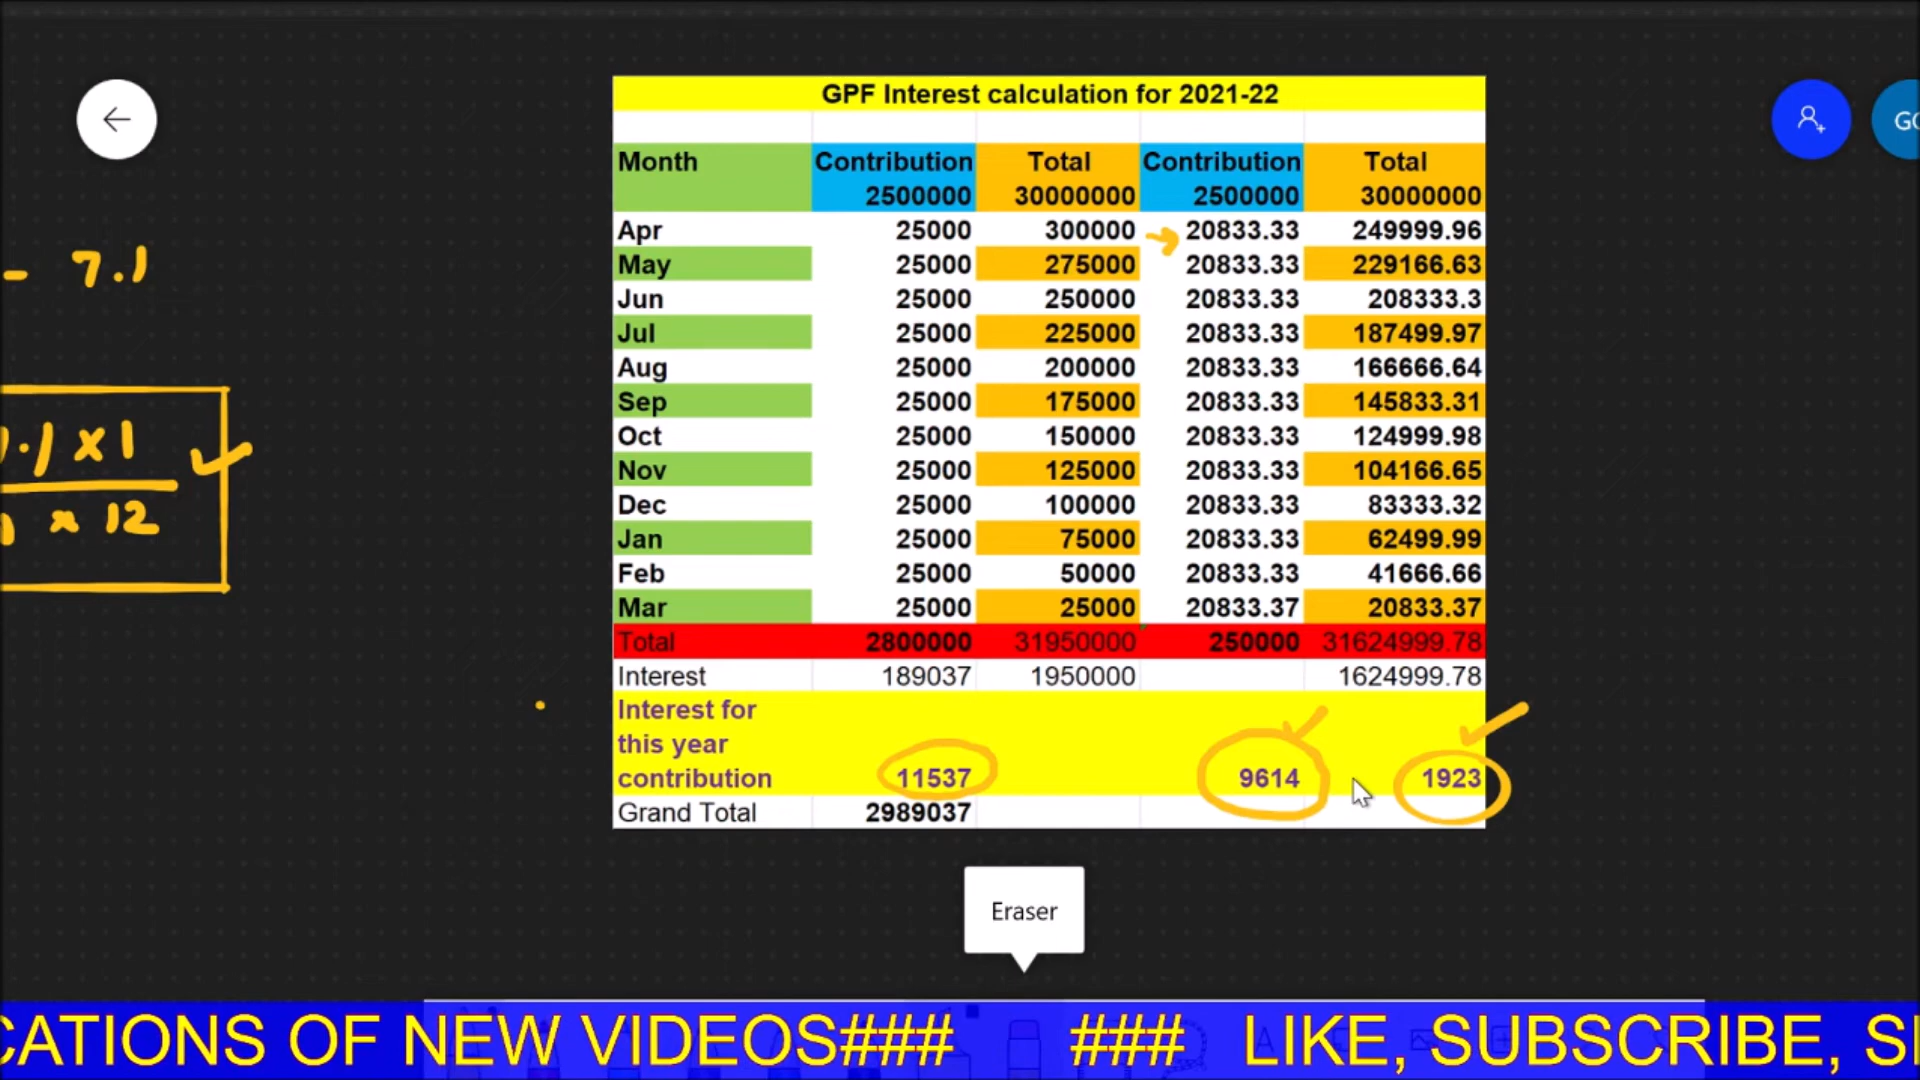 GPF Interest calculation for 2021-22
Month Contribution Total Contribution Total
2500000 30000000 2500000 30000000
Apr 25000 300000 20833.33 249999.96
May 25000 275000 20833.33 229166.63
Jun 25000 250000 20833.33 208333.3
Jul 25000 225000 20833.33 187499.97
Aug 25000 200000 20833.33 166666.64
Sep 25000 175000 20833.33 145833.31
Oct 25000 150000 20833.33 124999.98
Nov 25000 125000 20833.33 104166.65
Dec 25000 100000 20833.33 83333.32
Jan 25000 75000 20833.33 62499.99
Feb 25000 50000 20833.33 41666.66
Mar 25000 25000 20833.37 20833.37
Total 2800000 31950000 250000 31624999.78
Interest 189037 1950000 1624999.78
Interest for
this year
contribution 11537 9614 1923
Grand Total 2989037
- 7.1
.1 x 1
x 12
GO
Eraser
CATIONS OF NEW VIDEOS### ### LIKE, SUBSCRIBE, S